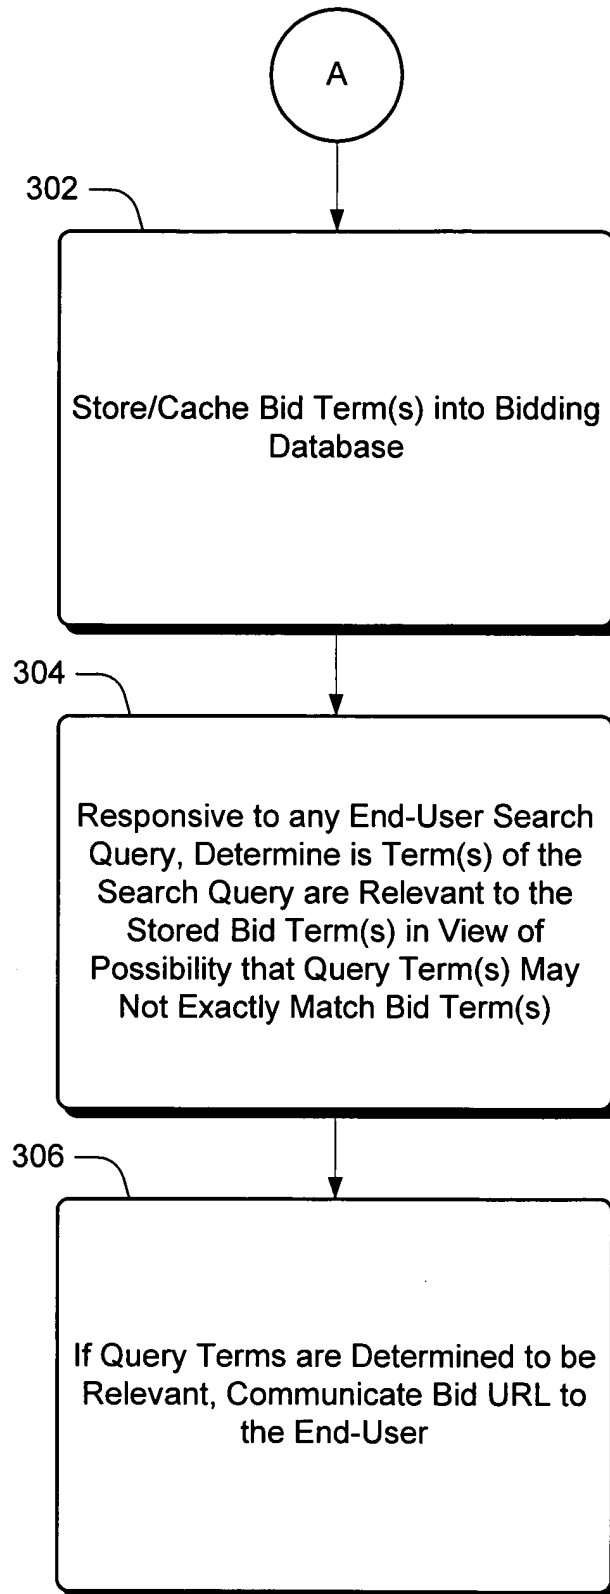 A
302
Store/Cache Bid Term(s) into Bidding
Database
304
Responsive to any End-User Search
Query, Determine is Term(s) of the
Search Query are Relevant to the
Stored Bid Term(s) in View of
Possibility that Query Term(s) May
Not Exactly Match Bid Term(s)
306
If Query Terms are Determined to be
Relevant, Communicate Bid URL to
the End-User